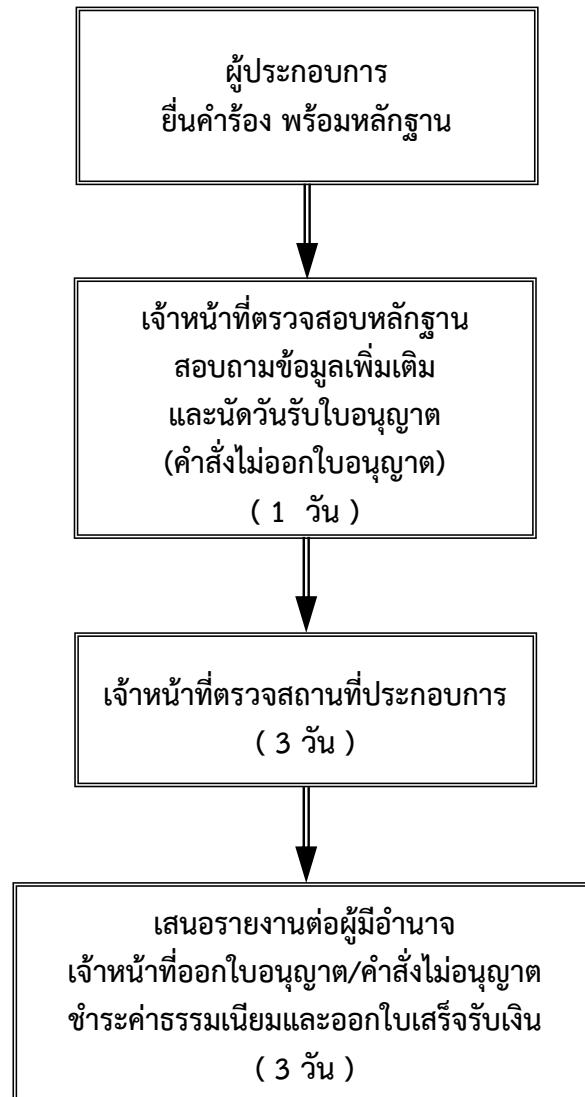 ผู้ประกอบการ
ยื่นคำร้อง พร้อมหลักฐาน
เจ้าหน้าที่ตรวจสอบหลักฐาน
สอบถามข้อมูลเพิ่มเติม
และนัดวันรับใบอนุญาต
(คำสั่งไม่ออกใบอนุญาต)
( 1 วัน )
เจ้าหน้าที่ตรวจสถานที่ประกอบการ
( 3 วัน )
เสนอรายงานต่อผู้มีอำนาจ
เจ้าหน้าที่ออกใบอนุญาต/คำสั่งไม่อนุญาต
ชำระค่าธรรมเนียมและออกใบเสร็จรับเงิน
( 3 วัน )